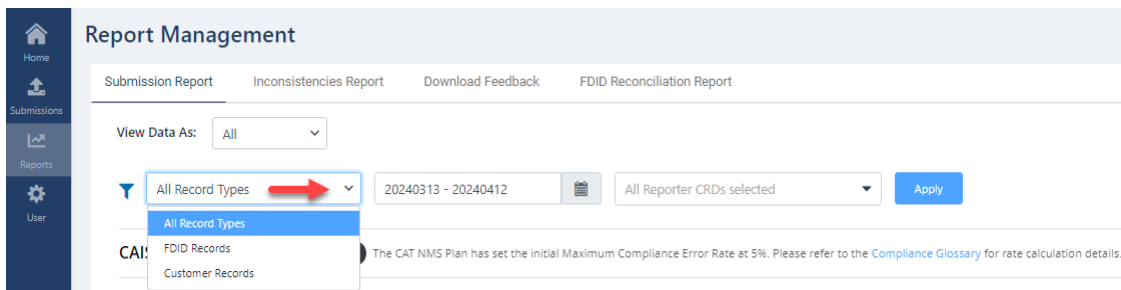 Report Management
Home
Submissions
Reports
User
Submission Report Inconsistencies Report Download Feedback FDID Reconciliation Report
View Data As: All
All Record Types 20240313 - 20240412 All Reporter CRDs selected Apply
All Record Types
FDID Records
Customer Records
CAIS The CAT NMS Plan has set the initial Maximum Compliance Error Rate at 5%. Please refer to the Compliance Glossary for rate calculation details.